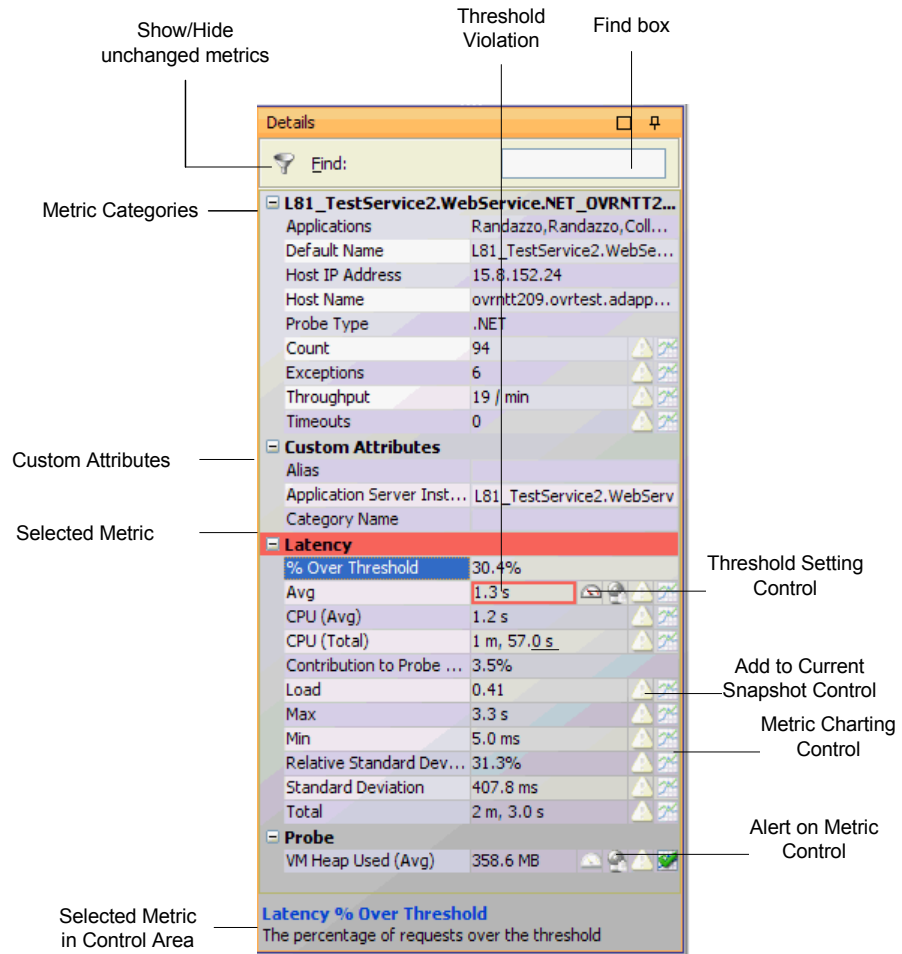 Show/Hide
unchanged metrics
Threshold
Violation
Find box
Details
Find:
Metric Categories
L81_TestService2.WebService.NET_OVRNTT2...
Applications Randazzo,Randazzo,Coll...
Default Name L81_TestService2.WebSe...
Host IP Address 15.8.152.24
Host Name ovrntt209.ovrtest.adapp...
Probe Type .NET
Count 94
Exceptions 6
Throughput 19 / min
Timeouts 0
Custom Attributes
Custom Attributes
Alias
Application Server Inst... L81_TestService2.WebServ
Category Name
Selected Metric
Latency
% Over Threshold 30.4%
Avg 1.3 s
CPU (Avg) 1.2 s
CPU (Total) 1 m, 57.0 s
Contribution to Probe ... 3.5%
Load 0.41
Max 3.3 s
Min 5.0 ms
Relative Standard Dev... 31.3%
Standard Deviation 407.8 ms
Total 2 m, 3.0 s
Probe
VM Heap Used (Avg) 358.6 MB
Threshold Setting
Control
Add to Current
Snapshot Control
Metric Charting
Control
Alert on Metric
Control
Selected Metric
in Control Area
Latency % Over Threshold
The percentage of requests over the threshold